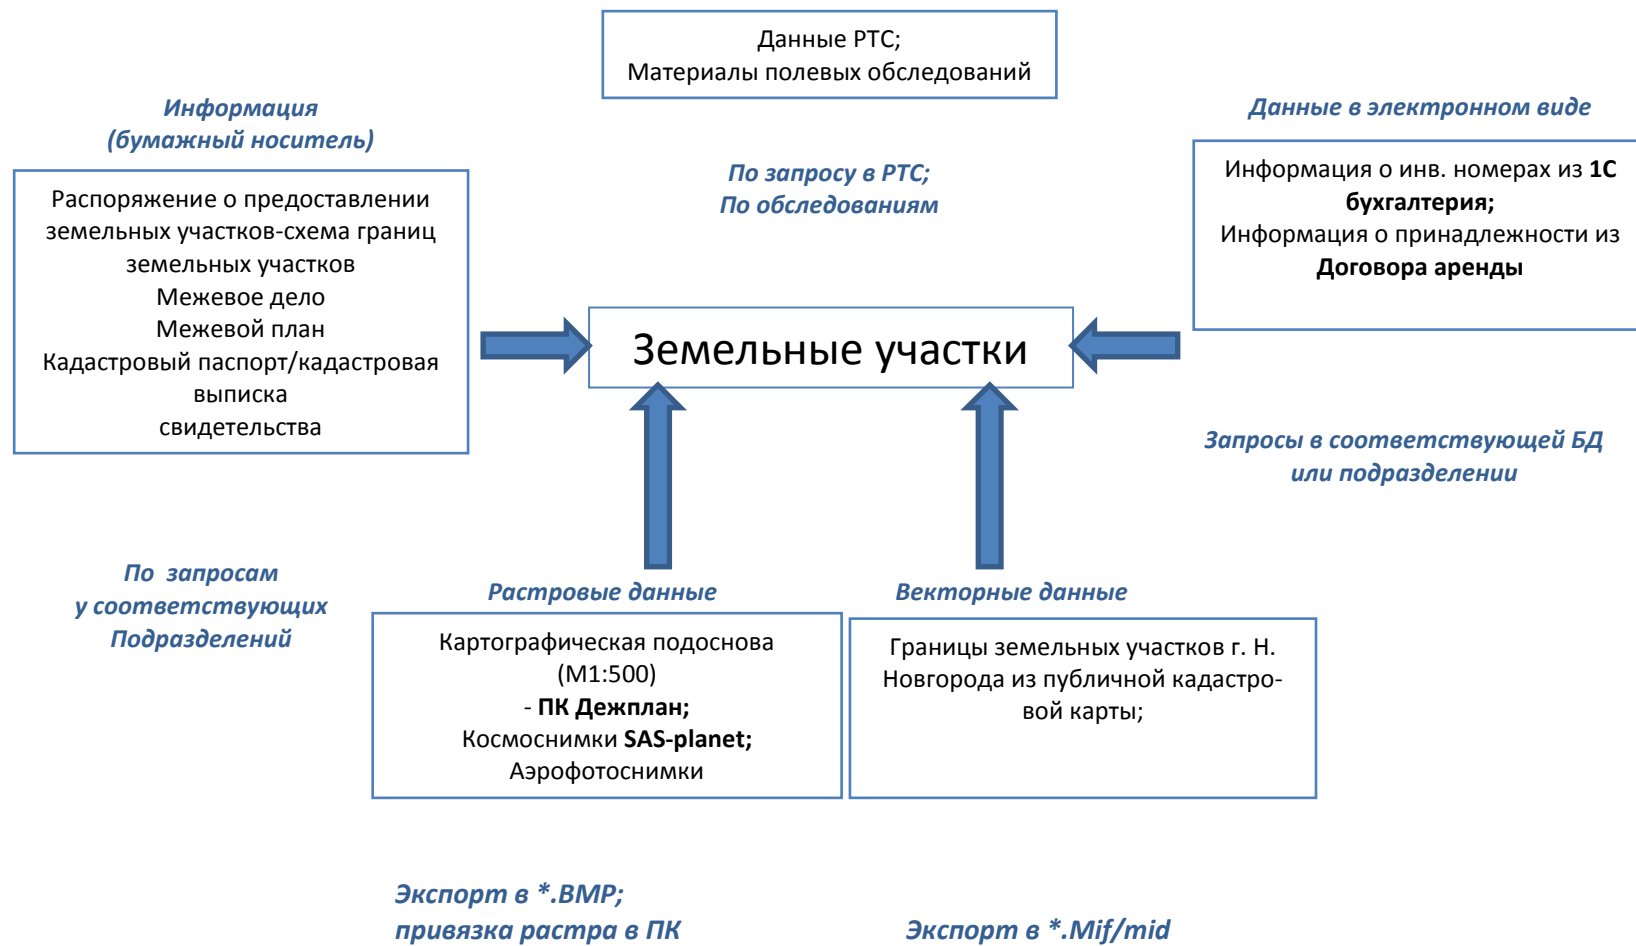 Данные РТС;
Материалы полевых обследований
Информация
(бумажный носитель)
Данные в электронном виде
По запросу в РТС;
По обследованиям
Распоряжение о предоставлении
земельных участков-схема границ
земельных участков
Межевое дело
Межевой план
Кадастровый паспорт/кадастровая
выписка
свидетельства
Информация о инв. номерах из 1С
бухгалтерия;
Информация о принадлежности из
Договора аренды
Земельные участки
Запросы в соответствующей БД
или подразделении
По запросам
у соответствующих
Подразделений
Растровые данные
Картографическая подоснова
(М1:500)
- ПК Дежплан;
Космоснимки SAS-planet;
Аэрофотоснимки
Векторные данные
Границы земельных участков г. Н.
Новгорода из публичной кадастро-
вой карты;
Экспорт в *.BMP;
привязка растра в ПК
Экспорт в *.Mif/mid